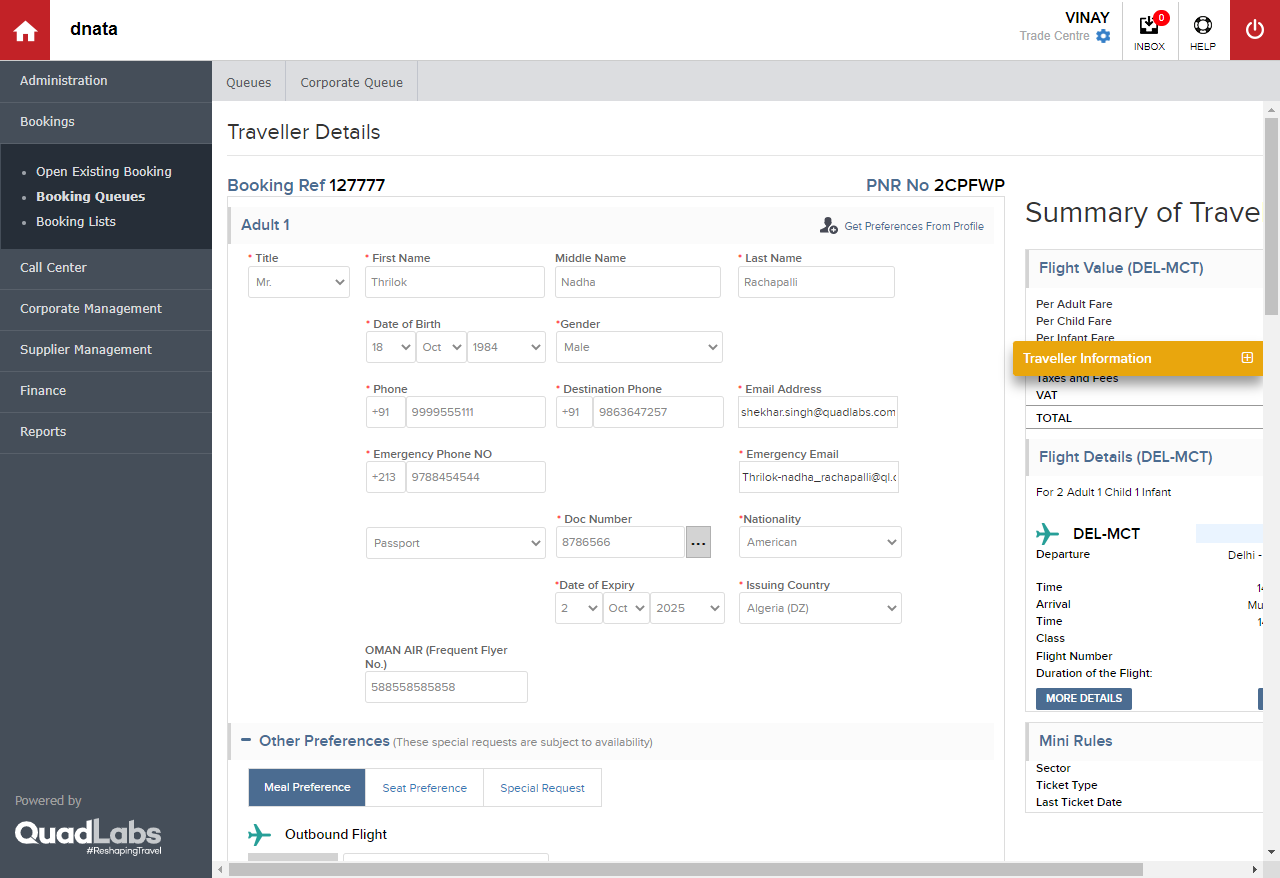 dnata
VINAY
Trade Centre
0
INBOX
HELP
Administration
Bookings
Open Existing Booking
Booking Queues
Booking Lists
Call Center
Corporate Management
Supplier Management
Finance
Reports
Powered by
QuadLabs
#ReshapingTravel
Queues
Corporate Queue
Traveller Details
Booking Ref 127777
PNR No 2CPFWP
Adult 1
Get Preferences From Profile
* Title
* First Name
Middle Name
* Last Name
Mr.
Thrilok
Nadha
Rachapalli
* Date of Birth
*Gender
18
Oct
1984
Male
* Phone
* Destination Phone
* Email Address
+91
9999555111
+91
9863647257
shekhar.singh@quadlabs.com
* Emergency Phone NO
* Emergency Email
+213
9788454544
Thrilok-nadha_rachapalli@ql.c
* Doc Number
*Nationality
Passport
8786566
...
American
*Date of Expiry
* Issuing Country
2
Oct
2025
Algeria (DZ)
OMAN AIR (Frequent Flyer
No.)
588558585858
Other Preferences (These special requests are subject to availability)
Meal Preference
Seat Preference
Special Request
Outbound Flight
Summary of Trave
Flight Value (DEL-MCT)
Per Adult Fare
Per Child Fare
Per Infant Fare
Traveller Information
Taxes and Fees
VAT
TOTAL
Flight Details (DEL-MCT)
For 2 Adult 1 Child 1 Infant
DEL-MCT
Departure
Delhi -
Time
14
Arrival
Mu
Time
14
Class
Flight Number
Duration of the Flight:
MORE DETAILS
Mini Rules
Sector
Ticket Type
Last Ticket Date